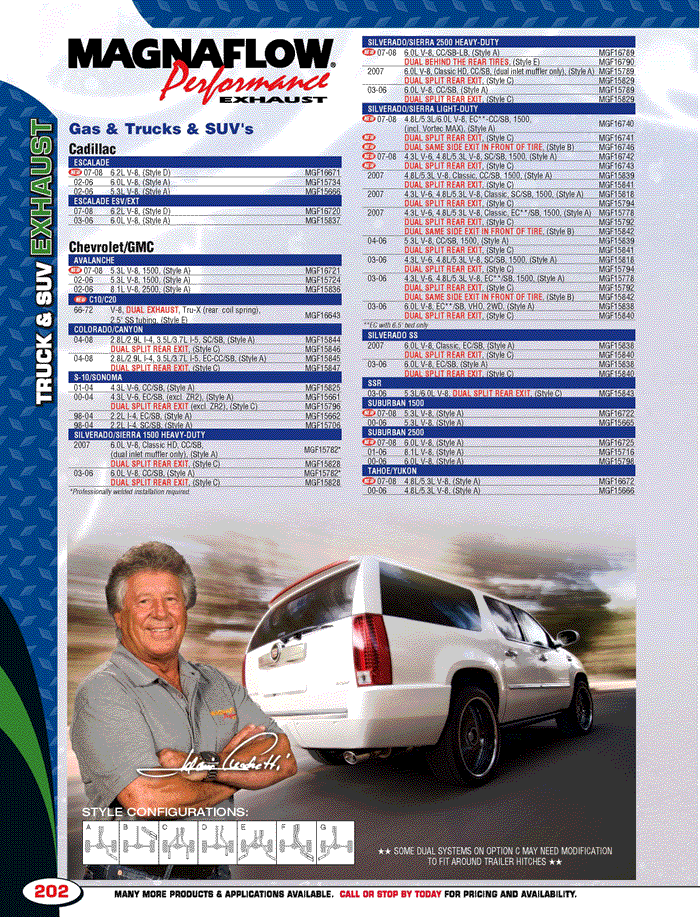 MAGNAFLOW®
Performance
EXHAUST
TRUCK & SUV EXHAUST
Gas & Trucks & SUV's
Cadillac
ESCALADE
NEW 07-08 6.2L V-8, (Style D) MGF16671
02-06 6.0L V-8, (Style A) MGF15734
02-06 5.3L V-8, (Style A) MGF15666
ESCALADE ESV/EXT
07-08 6.2L V-8, (Style D) MGF16720
03-06 6.0L V-8, (Style A) MGF15837
Chevrolet/GMC
AVALANCHE
NEW 07-08 5.3L V-8, 1500, (Style A) MGF16721
02-06 5.3L V-8, 1500, (Style A) MGF15724
02-06 8.1L V-8, 2500, (Style A) MGF15836
NEW C10/C20
66-72 V-8, DUAL EXHAUST, Tru-X (rear coil spring),
2.5" SS tubing, (Style E) MGF16643
COLORADO/CANYON
04-08 2.8L/2.9L I-4, 3.5L/3.7L I-5, SC/SB, (Style A) MGF15844
DUAL SPLIT REAR EXIT, (Style C) MGF15846
04-08 2.8L/2.9L I-4, 3.5L/3.7L I-5, EC-CC/SB, (Style A) MGF15845
DUAL SPLIT REAR EXIT, (Style C) MGF15847
S-10/SONOMA
01-04 4.3L V-6, CC/SB, (Style A) MGF15825
00-04 4.3L V-6, EC/SB, (excl. ZR2), (Style A) MGF15661
DUAL SPLIT REAR EXIT (excl. ZR2), (Style C) MGF15796
98-04 2.2L I-4, EC/SB, (Style A) MGF15662
98-04 2.2L I-4, SC/SB, (Style A) MGF15706
SILVERADO/SIERRA 1500 HEAVY-DUTY
2007 6.0L V-8, Classic HD, CC/SB,
(dual inlet muffler only), (Style A) MGF15782*
DUAL SPLIT REAR EXIT, (Style C) MGF15828
03-06 6.0L V-8, CC/SB, (Style A) MGF15782*
DUAL SPLIT REAR EXIT, (Style C) MGF15828
*Professionally welded installation required
SILVERADO/SIERRA 2500 HEAVY-DUTY
NEW 07-08 6.0L V-8, CC/SB-LB, (Style A) MGF16789
DUAL BEHIND THE REAR TIRES, (Style E) MGF16790
2007 6.0L V-8, Classic HD, CC/SB, (dual inlet muffler only), (Style A) MGF15789
DUAL SPLIT REAR EXIT, (Style C) MGF15829
03-06 6.0L V-8, CC/SB, (Style A) MGF15789
DUAL SPLIT REAR EXIT, (Style C) MGF15829
SILVERADO/SIERRA LIGHT-DUTY
NEW 07-08 4.8L/5.3L/6.0L V-8, EC**-CC/SB, 1500,
(incl. Vortec MAX), (Style A) MGF16740
NEW DUAL SPLIT REAR EXIT, (Style C) MGF16741
NEW DUAL SAME SIDE EXIT IN FRONT OF TIRE, (Style B) MGF16746
NEW 07-08 4.3L V-6, 4.8L/5.3L V-8, SC/SB, 1500, (Style A) MGF16742
NEW DUAL SPLIT REAR EXIT, (Style C) MGF16743
2007 4.8L/5.3L V-8, Classic, CC/SB, 1500, (Style A) MGF15839
DUAL SPLIT REAR EXIT, (Style C) MGF15841
2007 4.3L V-6, 4.8L/5.3L V-8, Classic, SC/SB, 1500, (Style A) MGF15818
DUAL SPLIT REAR EXIT, (Style C) MGF15794
2007 4.3L V-6, 4.8L/5.3L V-8, Classic, EC**/SB, 1500, (Style A) MGF15778
DUAL SPLIT REAR EXIT, (Style C) MGF15792
DUAL SAME SIDE EXIT IN FRONT OF TIRE, (Style B) MGF15842
04-06 5.3L V-8, CC/SB, 1500, (Style A) MGF15839
DUAL SPLIT REAR EXIT, (Style C) MGF15841
03-06 4.3L V-6, 4.8L/5.3L V-8, SC/SB, 1500, (Style A) MGF15818
DUAL SPLIT REAR EXIT, (Style C) MGF15794
03-06 4.3L V-6, 4.8L/5.3L V-8, EC**/SB, 1500, (Style A) MGF15778
DUAL SPLIT REAR EXIT, (Style C) MGF15792
DUAL SAME SIDE EXIT IN FRONT OF TIRE, (Style B) MGF15842
03-06 6.0L V-8, EC**/SB, VHO, 2WD, (Style A) MGF15838
DUAL SPLIT REAR EXIT, (Style C) MGF15840
**EC with 6.5' bed only
SILVERADO SS
2007 6.0L V-8, Classic, EC/SB, (Style A) MGF15838
DUAL SPLIT REAR EXIT, (Style C) MGF15840
03-06 6.0L V-8, EC/SB, (Style A) MGF15838
DUAL SPLIT REAR EXIT, (Style C) MGF15840
SSR
03-06 5.3L/6.0L V-8, DUAL SPLIT REAR EXIT, (Style C) MGF15843
SUBURBAN 1500
NEW 07-08 5.3L V-8, (Style A) MGF16722
00-06 5.3L V-8, (Style A) MGF15665
SUBURBAN 2500
NEW 07-08 6.0L V-8, (Style A) MGF16725
01-06 8.1L V-8, (Style A) MGF15716
00-06 6.0L V-8, (Style A) MGF15798
TAHOE/YUKON
NEW 07-08 4.8L/5.3L V-8, (Style A) MGF16672
00-06 4.8L/5.3L V-8, (Style A) MGF15666
STYLE CONFIGURATIONS:
A B C D E F G
★★ SOME DUAL SYSTEMS ON OPTION C MAY NEED MODIFICATION
TO FIT AROUND TRAILER HITCHES ★★
202
MANY MORE PRODUCTS & APPLICATIONS AVAILABLE. CALL OR STOP BY TODAY FOR PRICING AND AVAILABILITY.